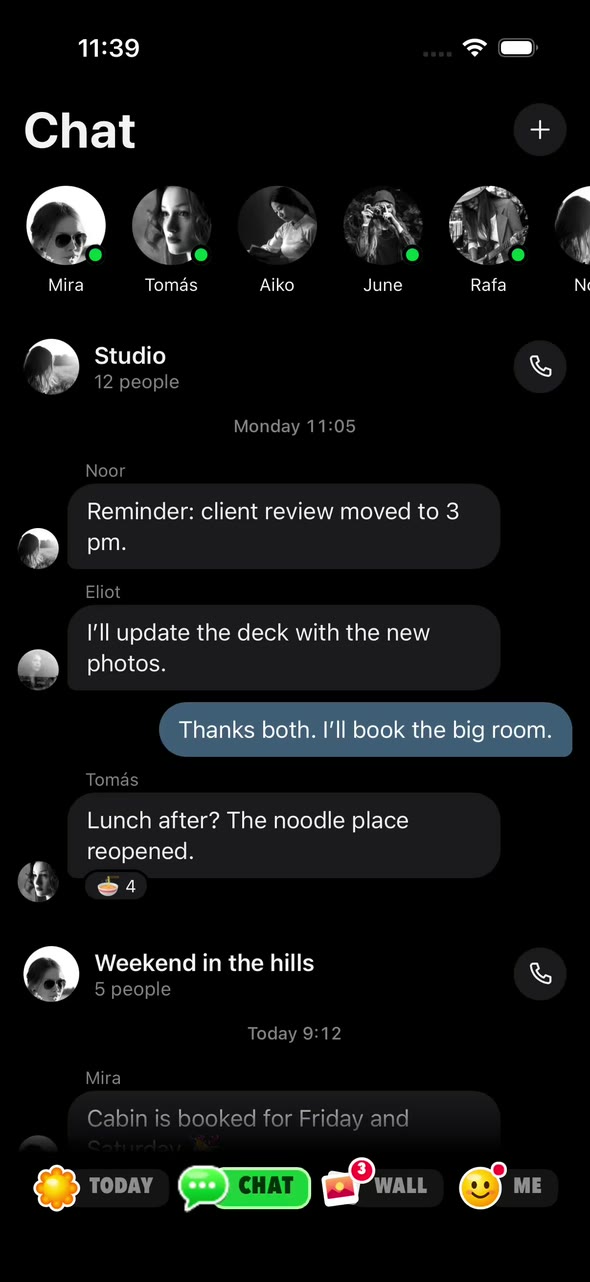 11:39
Chat
Mira
Tomás
Aiko
June
Rafa
No
Studio
12 people
Monday 11:05
Noor
Reminder: client review moved to 3
pm.
Eliot
I’ll update the deck with the new
photos.
Thanks both. I’ll book the big room.
Tomás
Lunch after? The noodle place
reopened.
4
Weekend in the hills
5 people
Today 9:12
Mira
Cabin is booked for Friday and
Saturday 🎉
TODAY
CHAT
3
WALL
ME